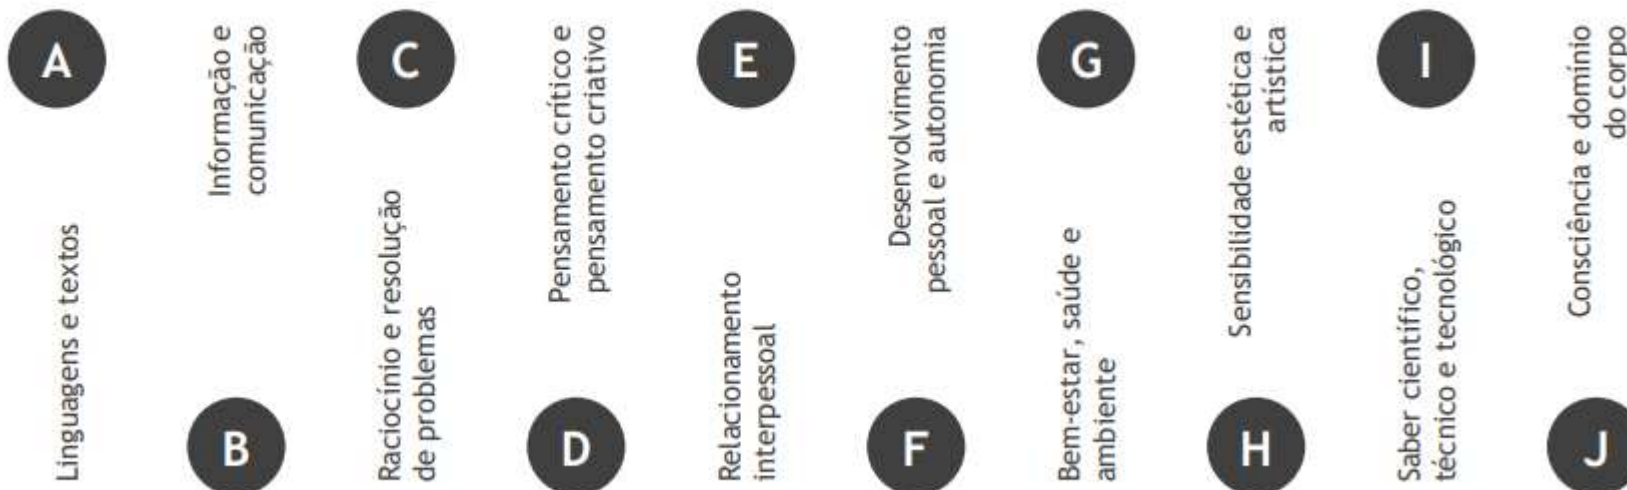 A
Linguagens e textos
B
Informação e
comunicação
C
Raciocínio e resolução
de problemas
D
Pensamento crítico e
pensamento criativo
E
Relacionamento
interpessoal
F
Desenvolvimento
pessoal e autonomia
G
Bem-estar, saúde e
ambiente
H
Sensibilidade estética e
artística
I
Saber científico,
técnico e tecnológico
J
Consciência e domínio
do corpo